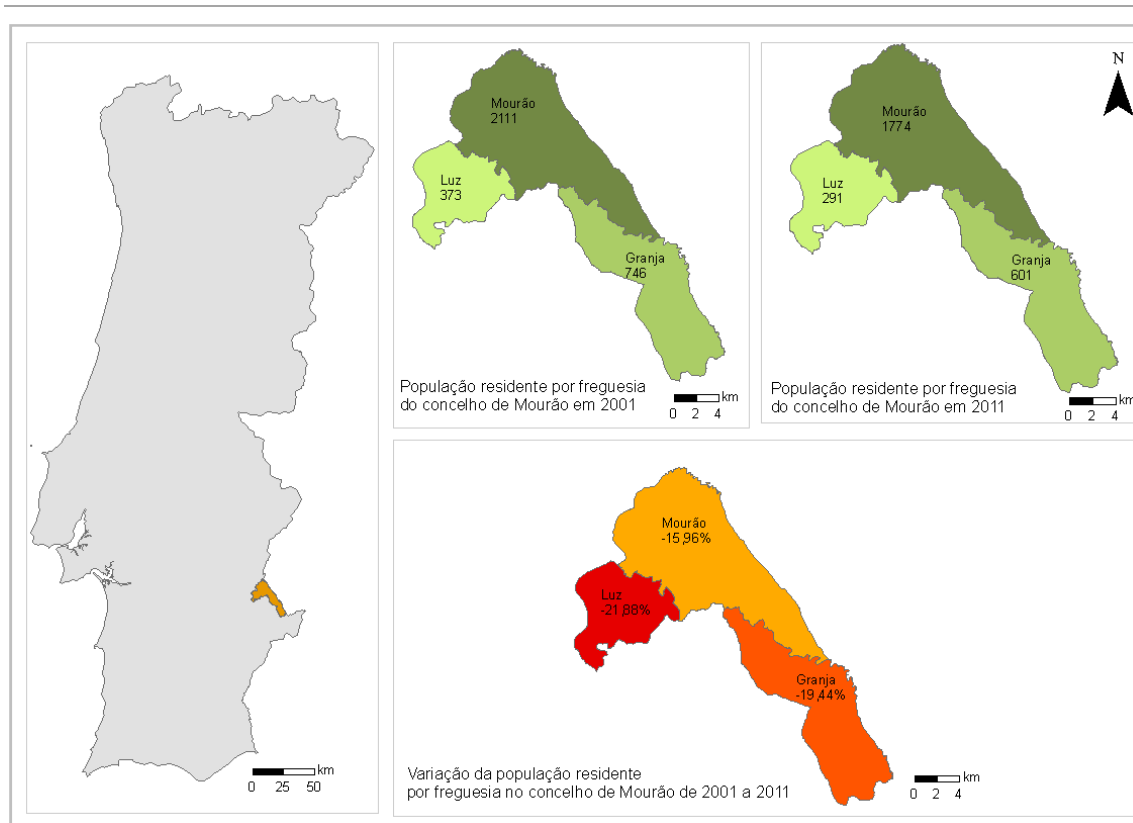 0 25 50 km
Mourão
2111
Luz
373
Granja
746
População residente por freguesia
do concelho de Mourão em 2001
0 2 4 km
N
Mourão
1774
Luz
291
Granja
601
População residente por freguesia
do concelho de Mourão em 2011
0 2 4 km
Mourão
-15,96%
Luz
-21,88%
Granja
-19,44%
Variação da população residente
por freguesia no concelho de Mourão de 2001 a 2011
0 2 4 km